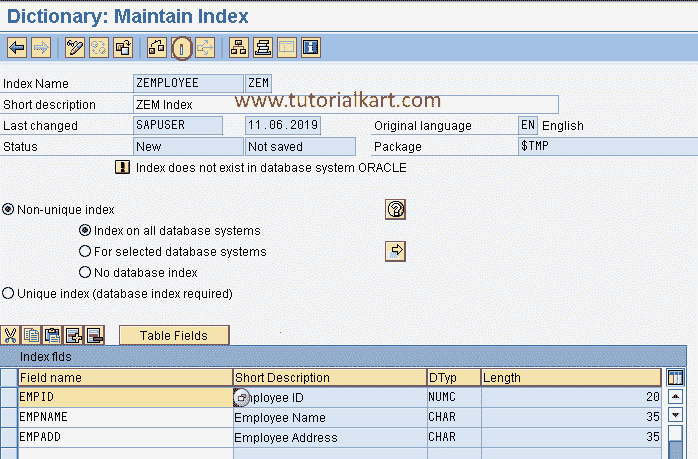 Dictionary: Maintain Index
Index Name ZEMPLOYEE ZEM
Short description ZEM Index
www.tutorialkart.com
Last changed SAPUSER 11.06.2019 Original language EN English
Status New Not saved Package $TMP
Index does not exist in database system ORACLE
Non-unique index
Index on all database systems
For selected database systems
No database index
Unique index (database index required)
Table Fields
Index flds
Field name Short Description DTyp Length
EMPID Employee ID NUMC 20
EMPNAME Employee Name CHAR 35
EMPADD Employee Address CHAR 35